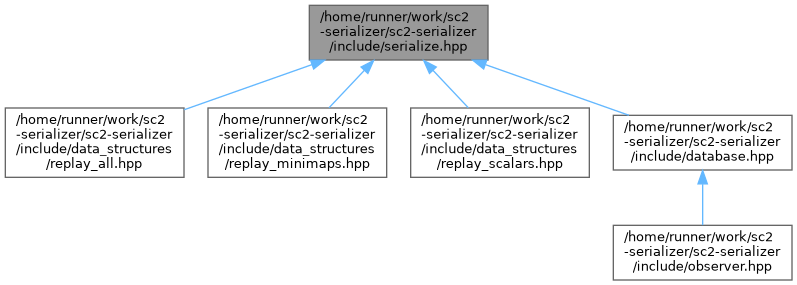 /home/runner/work/sc2
-serializer/sc2-serializer
/include/serialize.hpp
/home/runner/work/sc2
-serializer/sc2-serializer
/include/data_structures
/replay_all.hpp
/home/runner/work/sc2
-serializer/sc2-serializer
/include/data_structures
/replay_minimaps.hpp
/home/runner/work/sc2
-serializer/sc2-serializer
/include/data_structures
/replay_scalars.hpp
/home/runner/work/sc2
-serializer/sc2-serializer
/include/database.hpp
/home/runner/work/sc2
-serializer/sc2-serializer
/include/observer.hpp